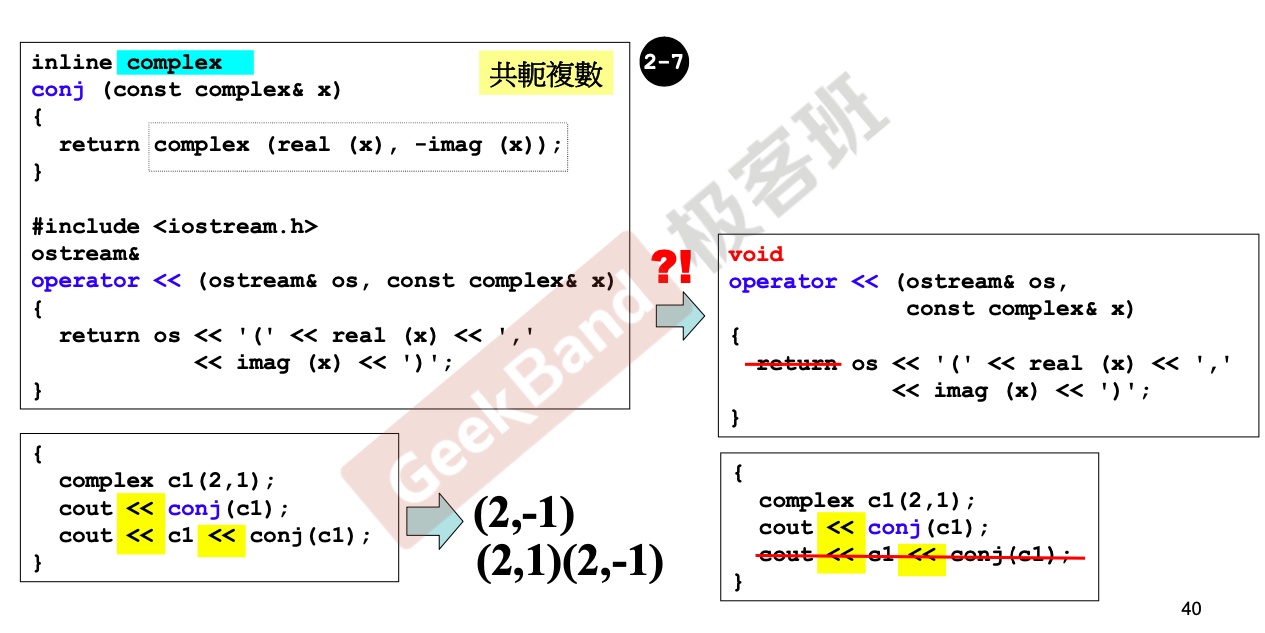 inline complex
conj (const complex& x)
{
return complex (real (x), -imag (x));
}
共軛複數
2-7
#include <iostream.h>
ostream&
operator << (ostream& os, const complex& x)
{
return os << '(' << real (x) << ','
<< imag (x) << ')';
}
?!
void
operator << (ostream& os,
const complex& x)
{
return os << '(' << real (x) << ','
<< imag (x) << ')';
}
{
complex c1(2,1);
cout << conj(c1);
cout << c1 << conj(c1);
}
(2,-1)
(2,1)(2,-1)
{
complex c1(2,1);
cout << conj(c1);
cout << c1 << conj(c1);
}
GeekBand 极客班
40